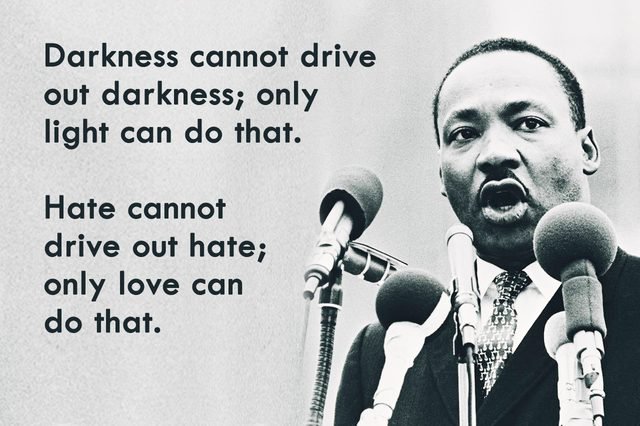 Darkness cannot drive
out darkness; only
light can do that.
Hate cannot
drive out hate;
only love can
do that.